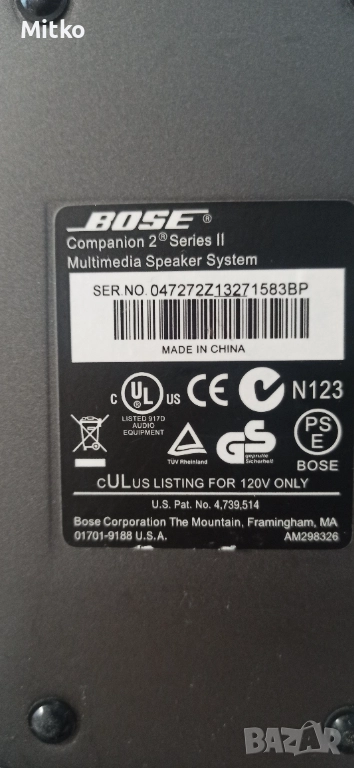 Mitko
BOSE®
Companion 2® Series II
Multimedia Speaker System
SER.NO. 047272Z13271583BP
MADE IN CHINA
C UL US CE N123
LISTED 917D
AUDIO
EQUIPMENT
TÜV Rheinland
GS
geprüfte
Sicherheit
PS
E
BOSE
cULUS LISTING FOR 120V ONLY
U.S. Pat. No. 4,739,514
Bose Corporation The Mountain, Framingham, MA
01701-9188 U.S.A. AM298326
BAZAR